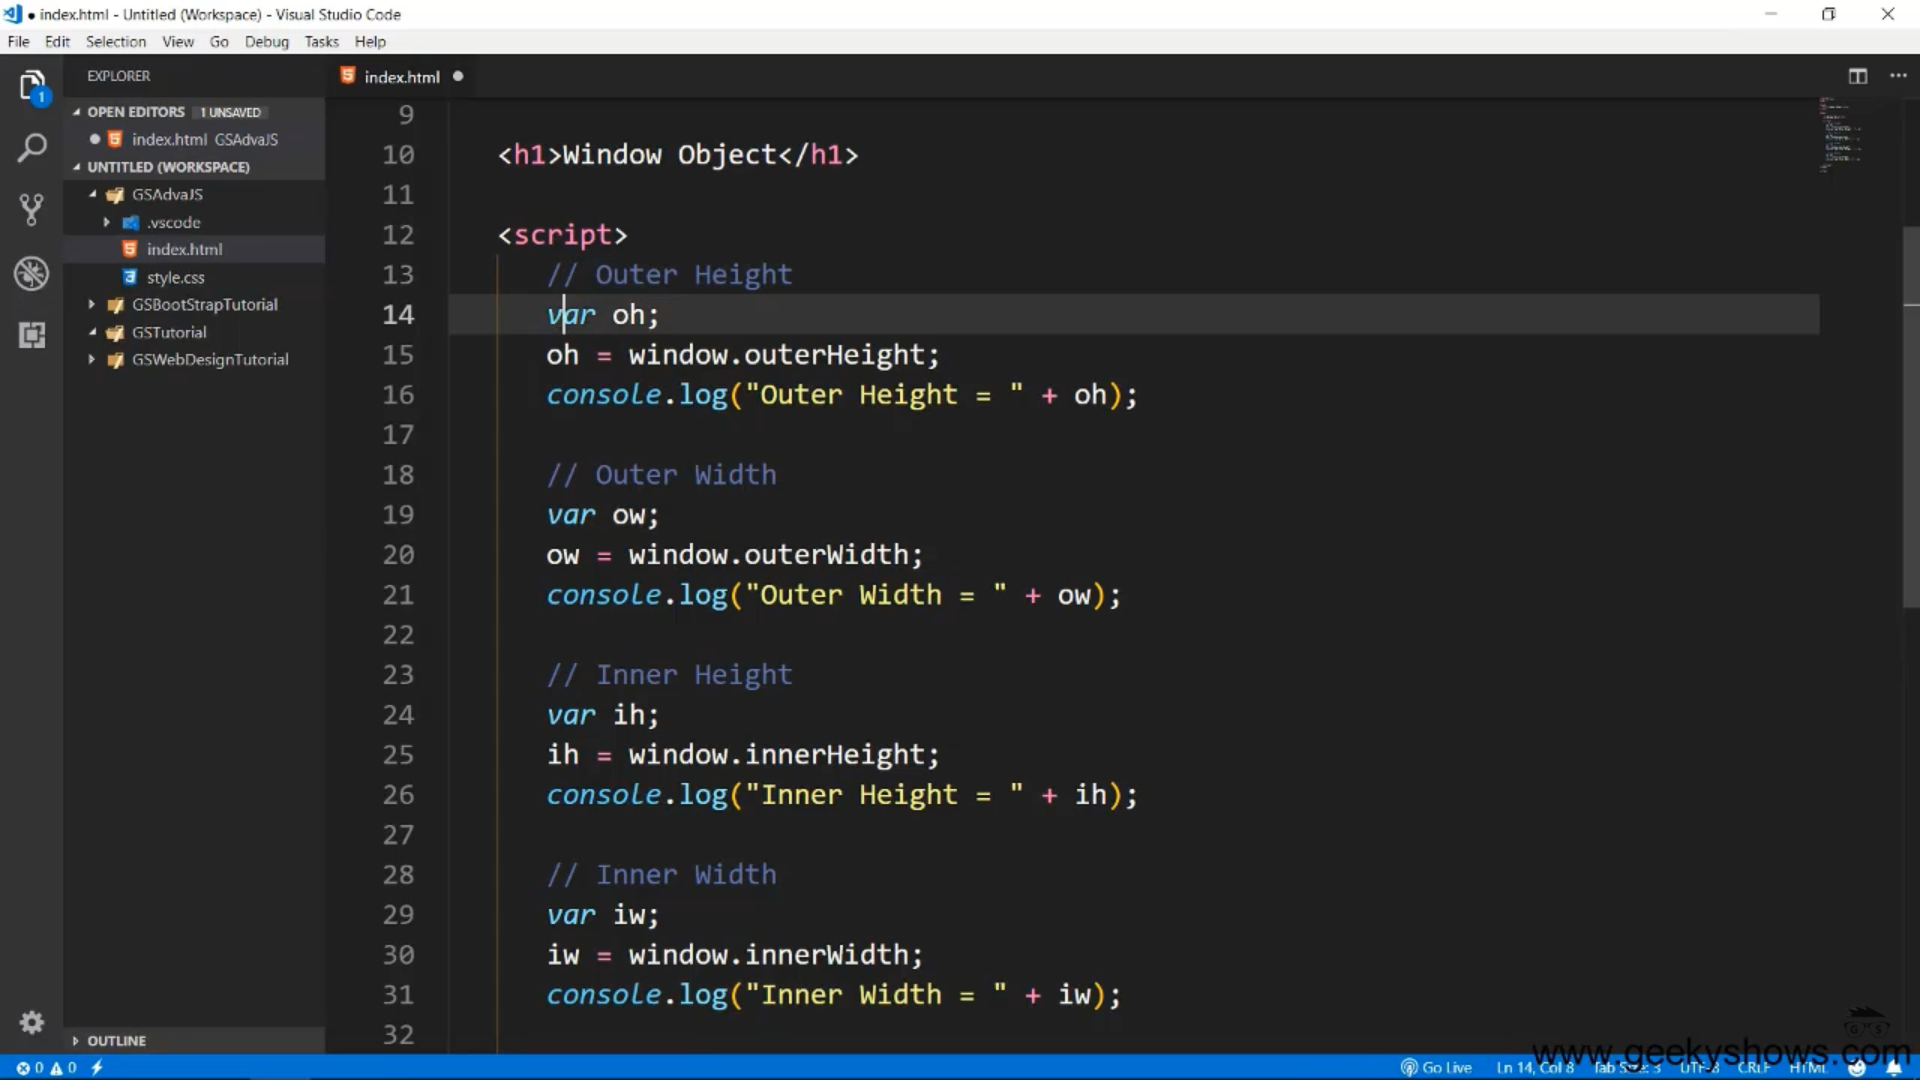 index.html - Untitled (Workspace) - Visual Studio Code
File Edit Selection View Go Debug Tasks Help
EXPLORER
index.html
1
OPEN EDITORS 1 UNSAVED
index.html GSAdvaJS
UNTITLED (WORKSPACE)
GSAdvaJS
.vscode
index.html
style.css
GSBootStrapTutorial
GSTutorial
GSWebDesignTutorial
OUTLINE
9
10 <h1>Window Object</h1>
11
12 <script>
13 // Outer Height
14 var oh;
15 oh = window.outerHeight;
16 console.log("Outer Height = " + oh);
17
18 // Outer Width
19 var ow;
20 ow = window.outerWidth;
21 console.log("Outer Width = " + ow);
22
23 // Inner Height
24 var ih;
25 ih = window.innerHeight;
26 console.log("Inner Height = " + ih);
27
28 // Inner Width
29 var iw;
30 iw = window.innerWidth;
31 console.log("Inner Width = " + iw);
32
G S
www.geekyshows.com
0 0 Go Live Ln 14, Col 8 Tab Size: 3 UTF-8 CRLF HTML